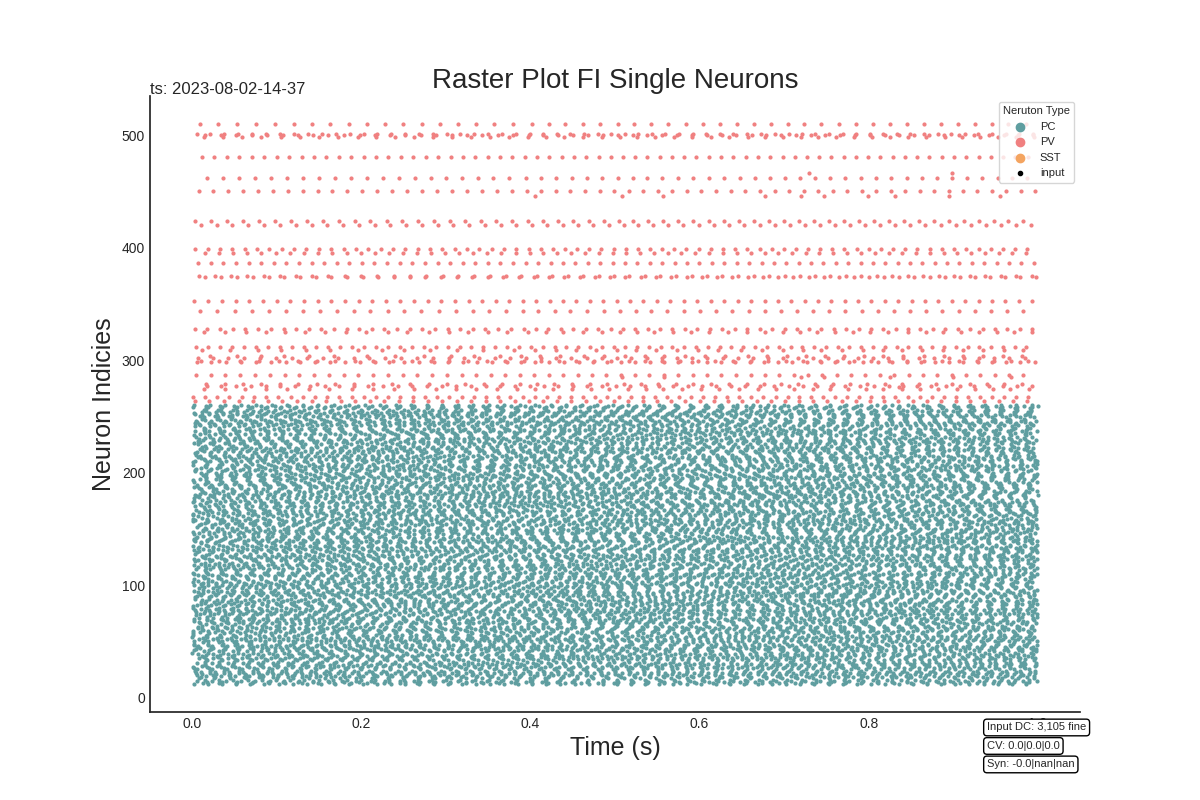 Raster Plot FI Single Neurons
ts: 2023-08-02-14-37
Neruton Type
PC
PV
SST
input
Neuron Indicies
500
400
300
200
100
0
0.0 0.2 0.4 0.6 0.8
Time (s)
Input DC: 3,105 fine
CV: 0.0|0.0|0.0
Syn: -0.0|nan|nan